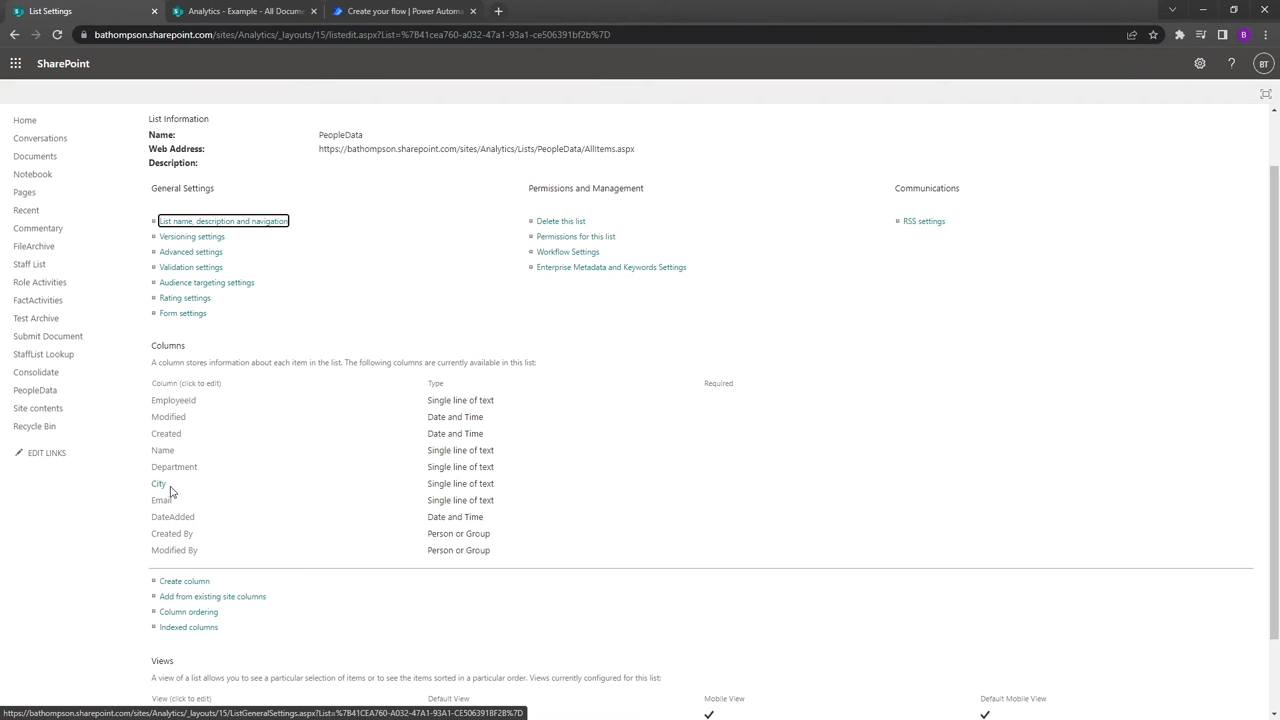 List Settings
Analytics - Example - All Docume
Create your flow | Power Automa
bathompson.sharepoint.com/sites/Analytics/_layouts/15/listedit.aspx?List=%7B41cea760-a032-47a1-93a1-ce506391bf2b%7D
B
SharePoint
BT
Home
Conversations
Documents
Notebook
Pages
Recent
Commentary
FileArchive
Staff List
Role Activities
FactActivities
Test Archive
Submit Document
StaffList Lookup
Consolidate
PeopleData
Site contents
Recycle Bin
EDIT LINKS
List Information
Name: PeopleData
Web Address: https://bathompson.sharepoint.com/sites/Analytics/Lists/PeopleData/AllItems.aspx
Description:
General Settings Permissions and Management Communications
List name, description and navigation Delete this list RSS settings
Versioning settings Permissions for this list
Advanced settings Workflow Settings
Validation settings Enterprise Metadata and Keywords Settings
Audience targeting settings
Rating settings
Form settings
Columns
A column stores information about each item in the list. The following columns are currently available in this list:
Column (click to edit) Type Required
EmployeeId Single line of text
Modified Date and Time
Created Date and Time
Name Single line of text
Department Single line of text
City Single line of text
Email Single line of text
DateAdded Date and Time
Created By Person or Group
Modified By Person or Group
Create column
Add from existing site columns
Column ordering
Indexed columns
Views
A view of a list allows you to see a particular selection of items or to see the items sorted in a particular order. Views currently configured for this list:
View (click to edit) Default View Mobile View Default Mobile View
https://bathompson.sharepoint.com/sites/Analytics/_layouts/15/ListGeneralSettings.aspx?List=%7B41CEA760-A032-47A1-93A1-CE506391BF2B%7D